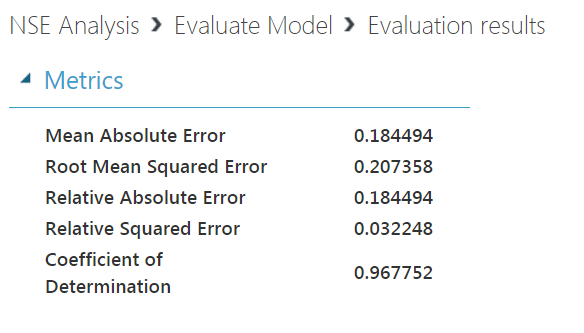 NSE Analysis › Evaluate Model › Evaluation results
Metrics
Mean Absolute Error 0.184494
Root Mean Squared Error 0.207358
Relative Absolute Error 0.184494
Relative Squared Error 0.032248
Coefficient of
Determination 0.967752